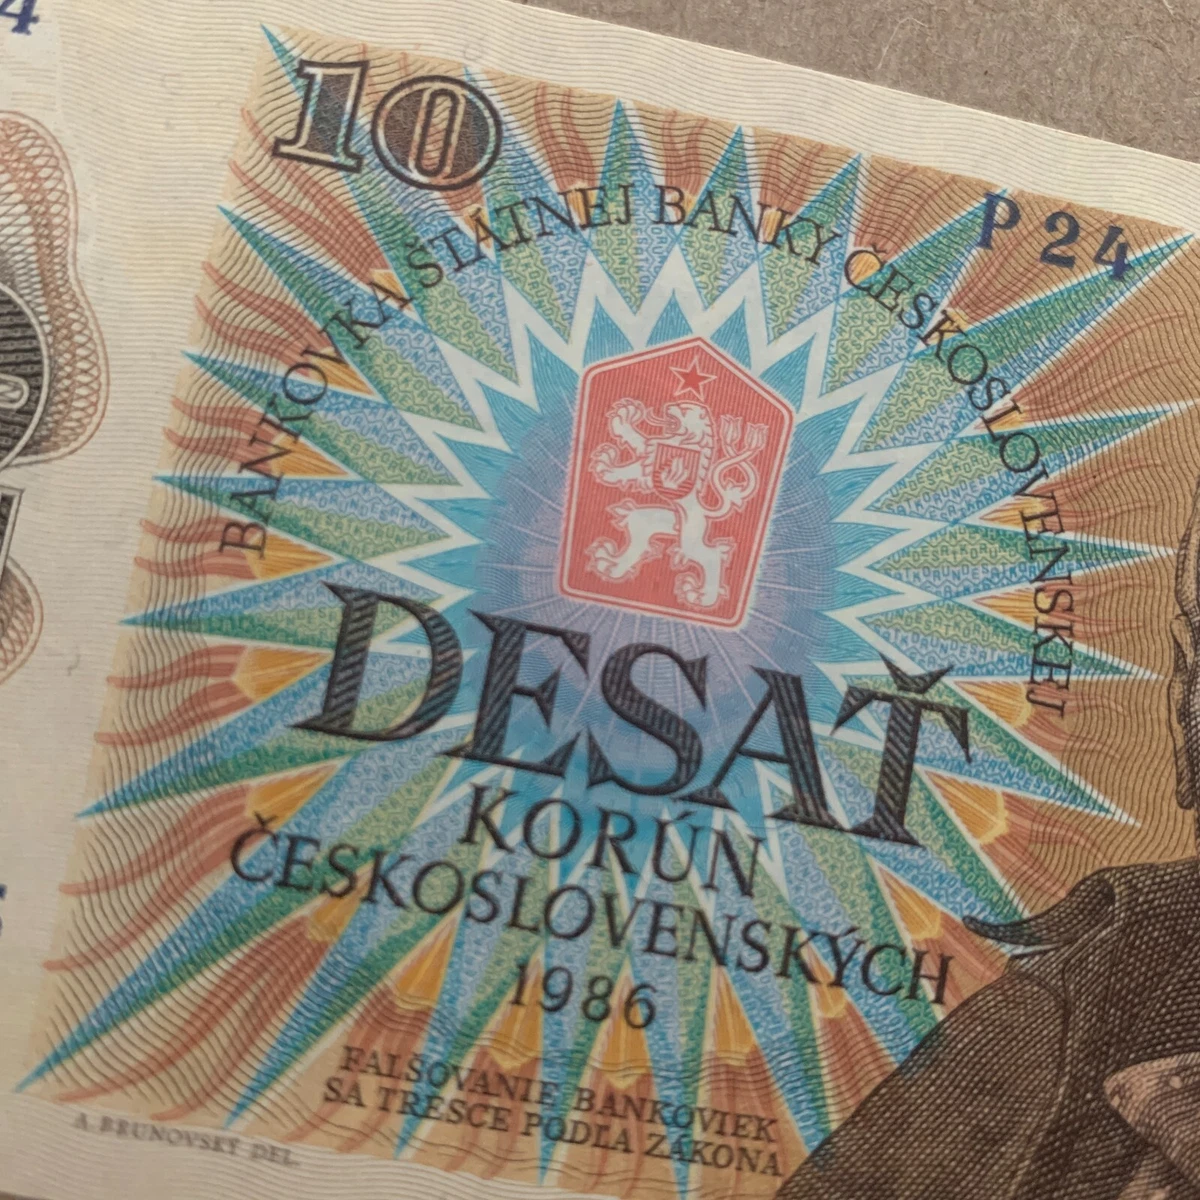 10
BANKOVKA ŠTÁTNEJ BANKY ČESKOSLOVENSKEJ
P 24
DESAŤ
KORÚN
ČESKOSLOVENSKÝCH
1986
FALŠOVANIE BANKOVIEK
SA TRESCE PODĽA ZÁKONA
A. BRUNOVSKÝ DEL.